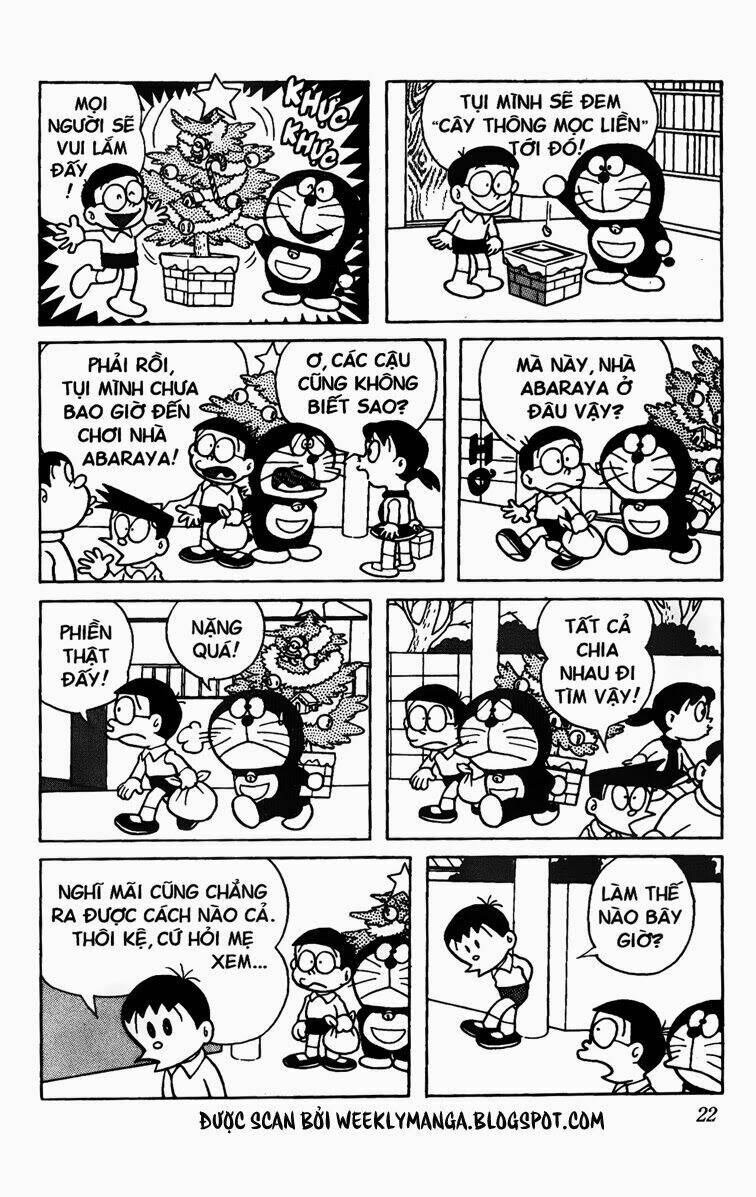 TỤI MÌNH SẼ ĐEM
"CÂY THÔNG MỌC LIỀN"
TỚI ĐÓ!
KHỰC
KHỰC
MỌI
NGƯỜI SẼ
VUI LẮM
ĐẤY
!
MÀ NÀY, NHÀ
ABARAYA Ở
ĐÂU VẬY?
Ơ, CÁC CẬU
CŨNG KHÔNG
BIẾT SAO?
PHẢI RỒI,
TỤI MÌNH CHƯA
BAO GIỜ ĐẾN
CHƠI NHÀ
ABARAYA!
TẤT CẢ
CHIA
NHAU ĐI
TÌM VẬY!
NẶNG
QUÁ!
PHIỀN
THẬT
ĐẤY!
LÀM THẾ
NÀO BÂY
GIỜ?
NGHĨ MÃI CŨNG CHẲNG
RA ĐƯỢC CÁCH NÀO CẢ.
THÔI KỆ, CỨ HỎI MẸ
XEM...
ĐƯỢC SCAN BỞI WEEKLYMANGA.BLOGSPOT.COM
22